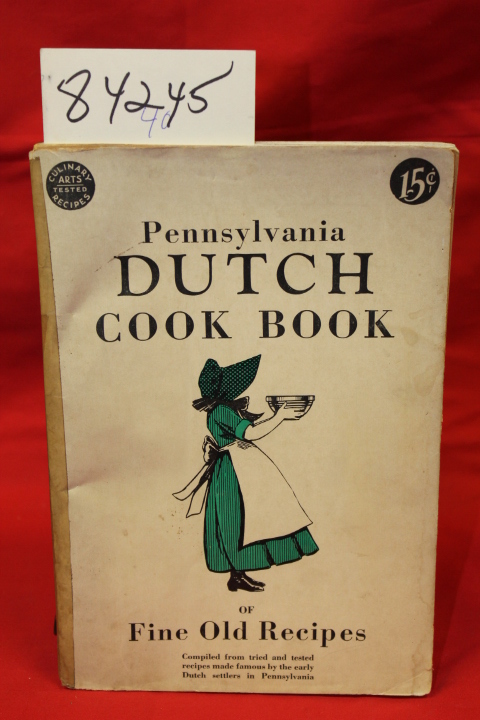 84245
40
CULINARY
ARTS
TESTED
RECIPES
15¢
Pennsylvania
DUTCH
COOK BOOK
OF
Fine Old Recipes
Compiled from tried and tested
recipes made famous by the early
Dutch settlers in Pennsylvania